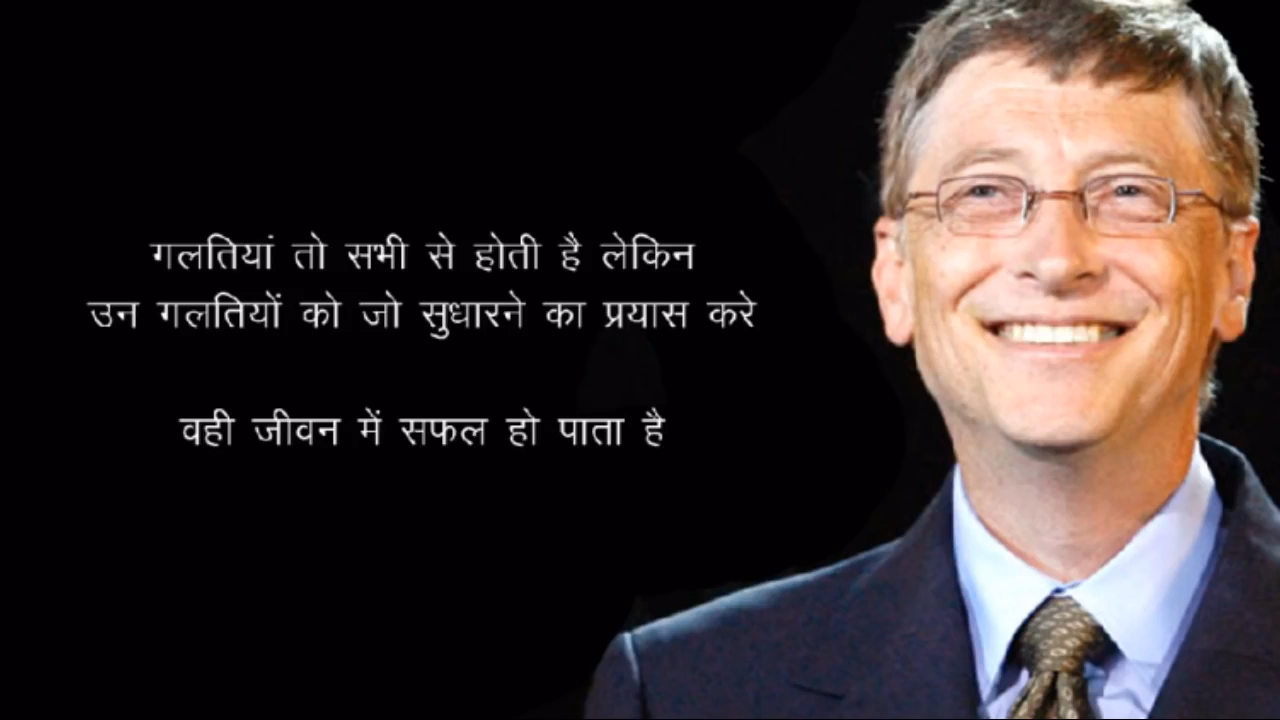 गलतियां तो सभी से होती है लेकिन
उन गलतियों को जो सुधारने का प्रयास करे
वही जीवन में सफल हो पाता है